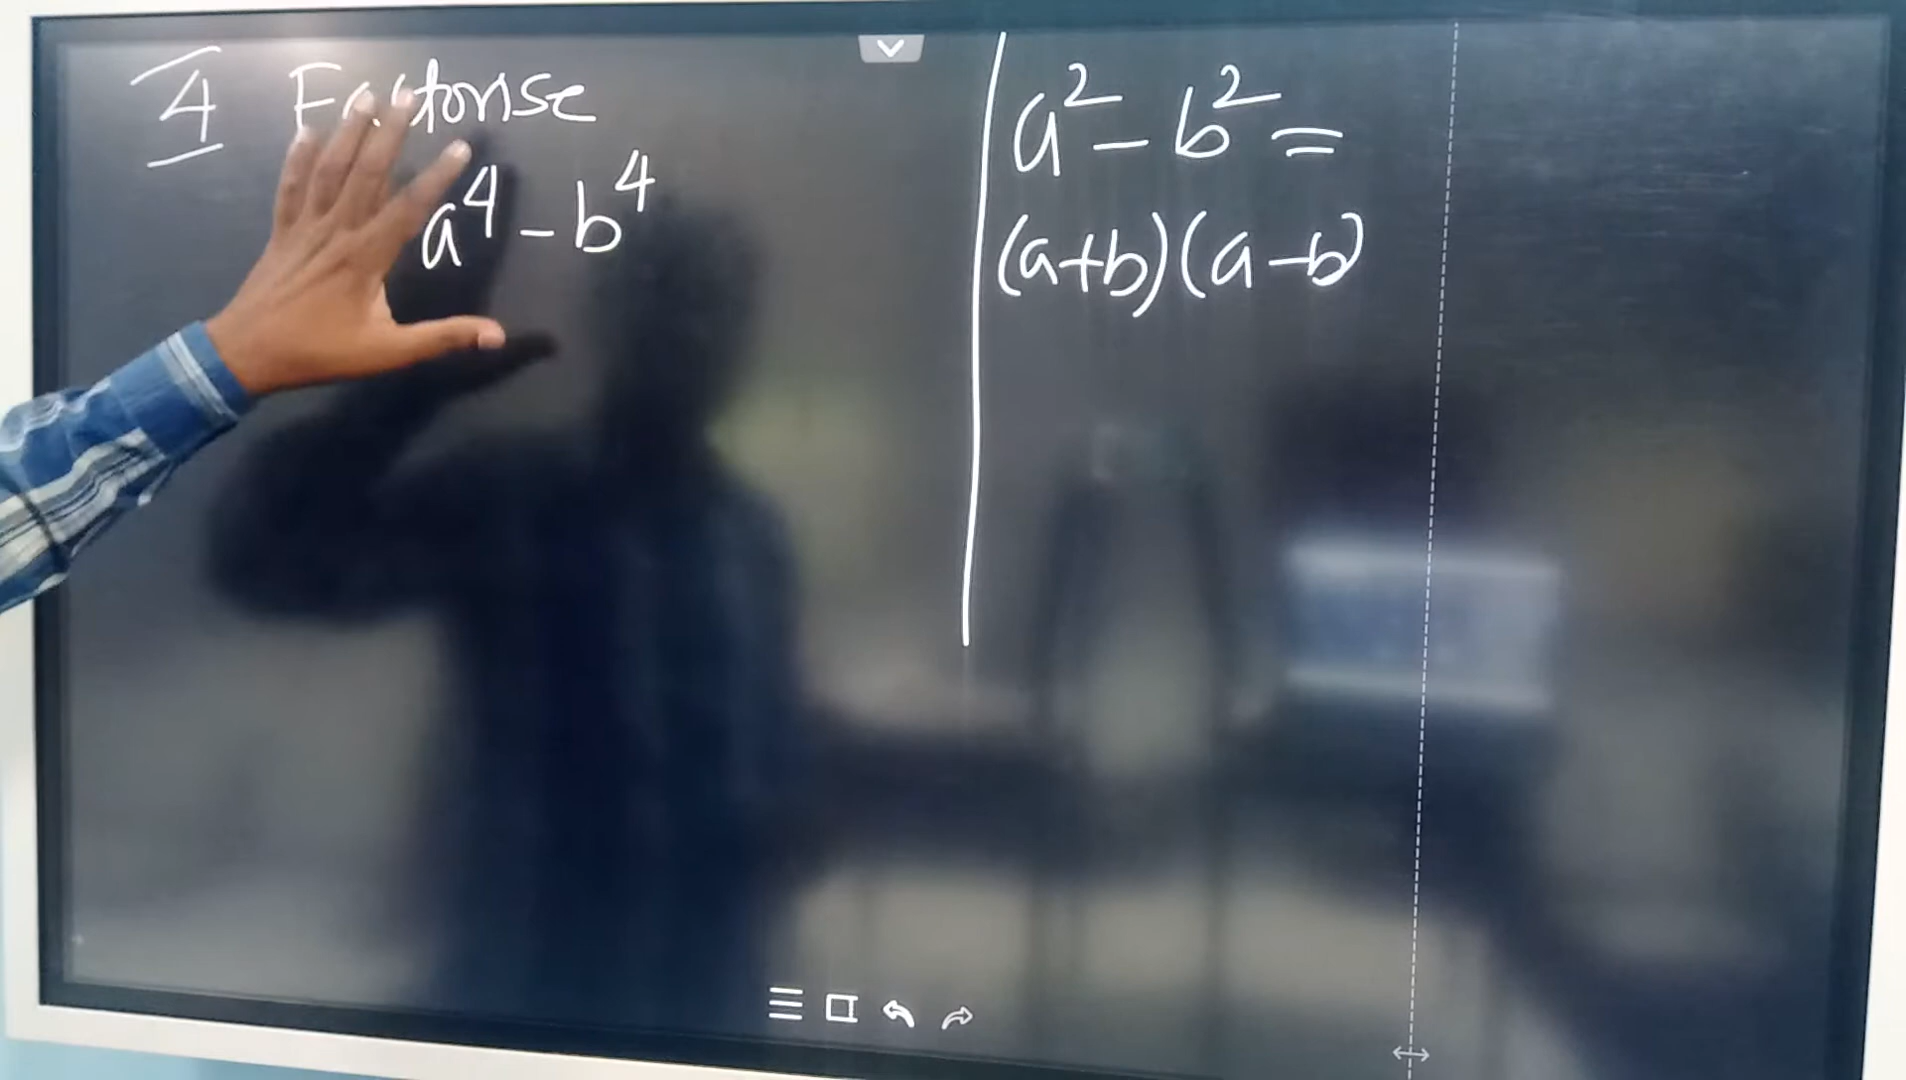 4 Factorise
a⁴ - b⁴
a² - b² =
(a+b)(a-b)